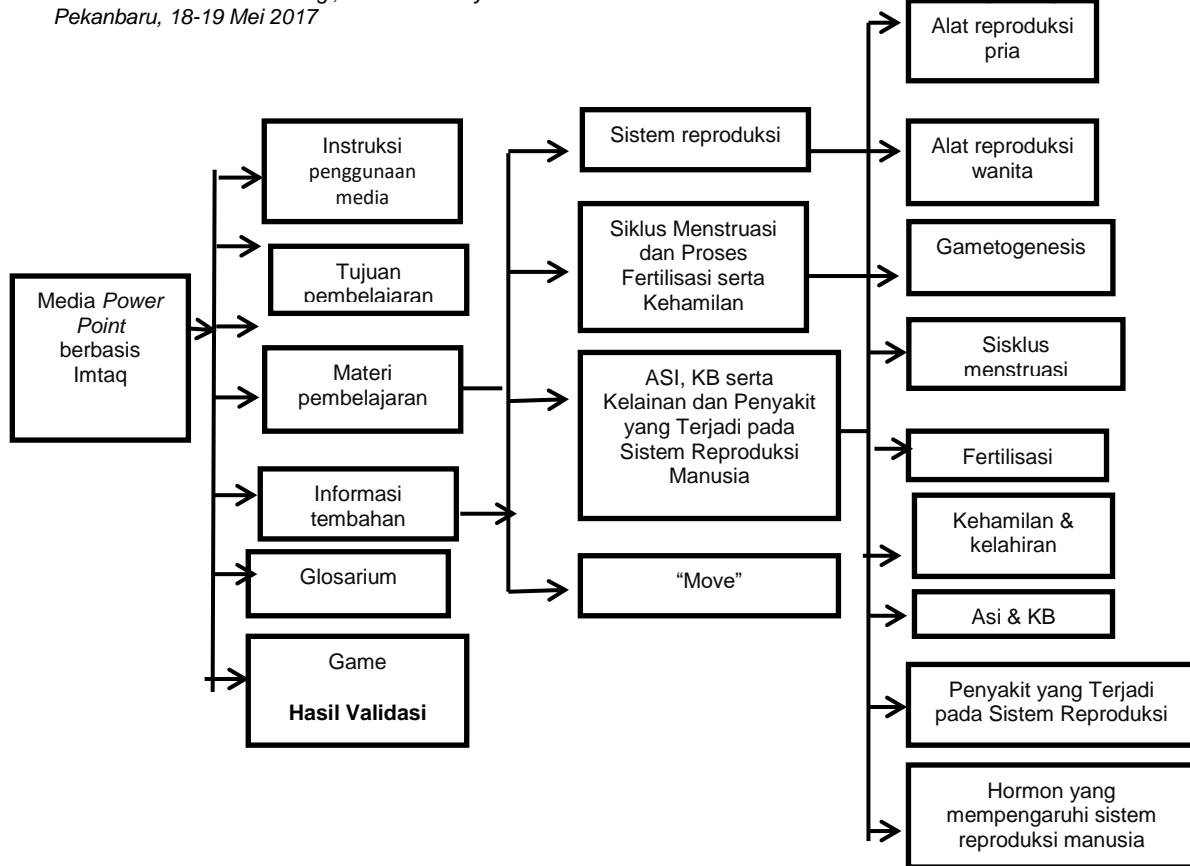 Pekanbaru, 18-19 Mei 2017
Media Power
Point
berbasis
Imtaq
Instruksi
penggunaan
media
Tujuan
pembelajaran
Materi
pembelajaran
Informasi
tembahan
Glosarium
Game
Hasil Validasi
Sistem reproduksi
Siklus Menstruasi
dan Proses
Fertilisasi serta
Kehamilan
ASI, KB serta
Kelainan dan Penyakit
yang Terjadi pada
Sistem Reproduksi
Manusia
“Move”
Alat reproduksi
pria
Alat reproduksi
wanita
Gametogenesis
Sisklus
menstruasi
Fertilisasi
Kehamilan &
kelahiran
Asi & KB
Penyakit yang Terjadi
pada Sistem Reproduksi
Hormon yang
mempengaruhi sistem
reproduksi manusia